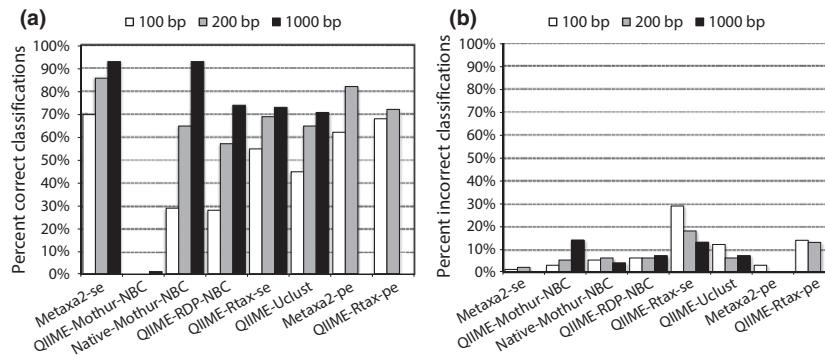 (a)
100 bp 200 bp 1000 bp
Percent correct classifications
100%
90%
80%
70%
60%
50%
40%
30%
20%
10%
0%
Metaxa2-se
QIIME-Mothur-NBC
Native-Mothur-NBC
QIIME-RDP-NBC
QIIME-Rtax-se
QIIME-Uclust
Metaxa2-pe
QIIME-Rtax-pe
(b)
100 bp 200 bp 1000 bp
Percent incorrect classifications
100%
90%
80%
70%
60%
50%
40%
30%
20%
10%
0%
Metaxa2-se
QIIME-Mothur-NBC
Native-Mothur-NBC
QIIME-RDP-NBC
QIIME-Rtax-se
QIIME-Uclust
Metaxa2-pe
QIIME-Rtax-pe